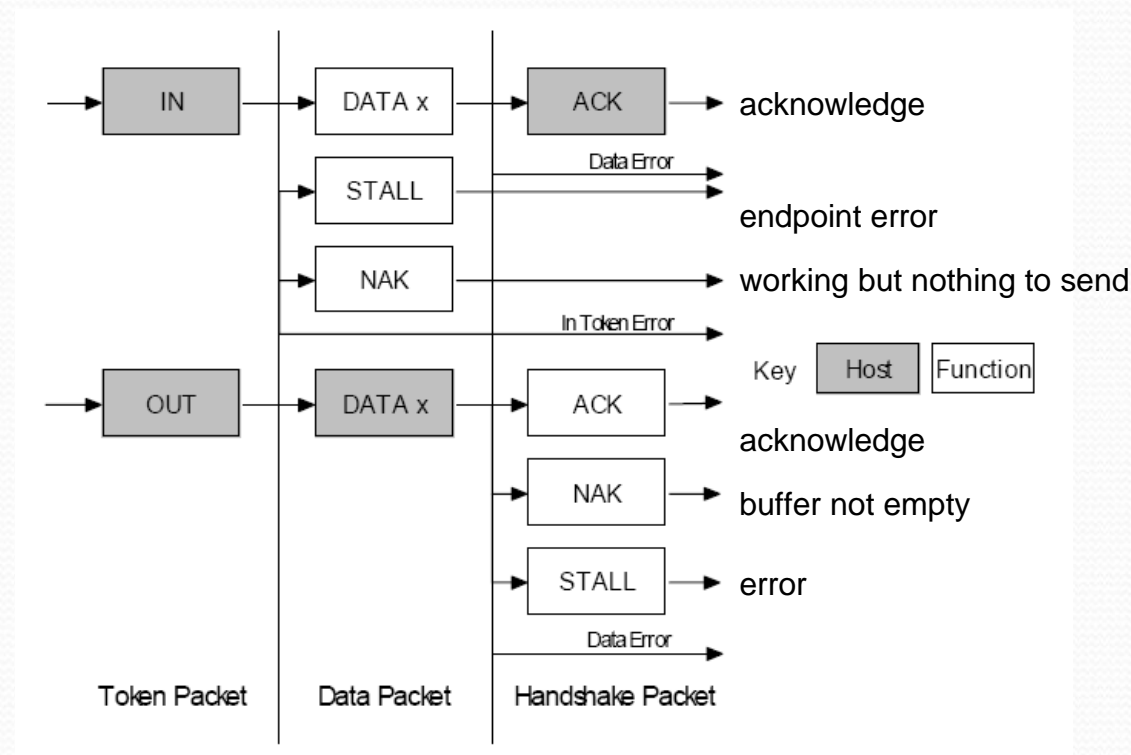 IN DATA x ACK acknowledge
Data Error
STALL
endpoint error
NAK working but nothing to send
In Token Error
Key Host Function
OUT DATA x ACK
acknowledge
NAK buffer not empty
STALL error
Data Error
Token Packet Data Packet Handshake Packet